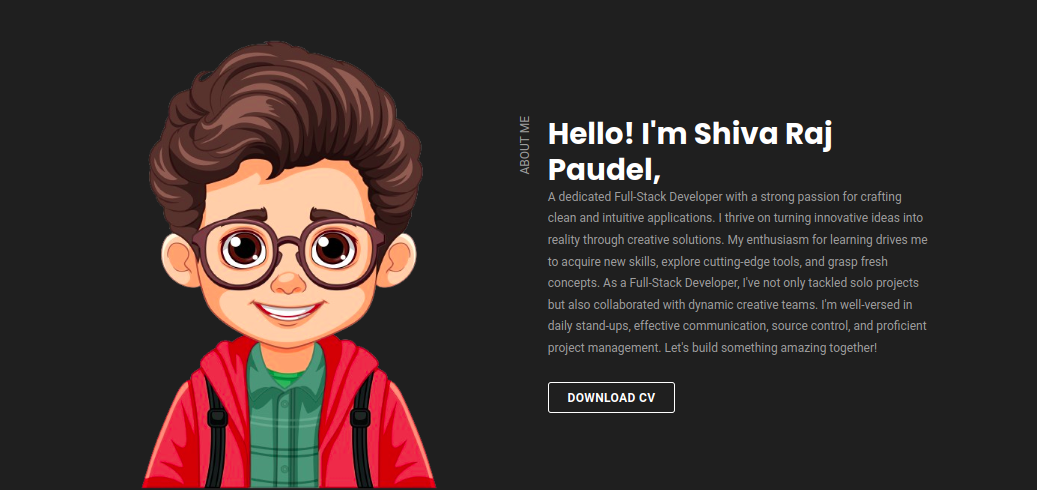 ABOUT ME
Hello! I'm Shiva Raj
Paudel,
A dedicated Full-Stack Developer with a strong passion for crafting
clean and intuitive applications. I thrive on turning innovative ideas into
reality through creative solutions. My enthusiasm for learning drives me
to acquire new skills, explore cutting-edge tools, and grasp fresh
concepts. As a Full-Stack Developer, I've not only tackled solo projects
but also collaborated with dynamic creative teams. I'm well-versed in
daily stand-ups, effective communication, source control, and proficient
project management. Let's build something amazing together!
DOWNLOAD CV